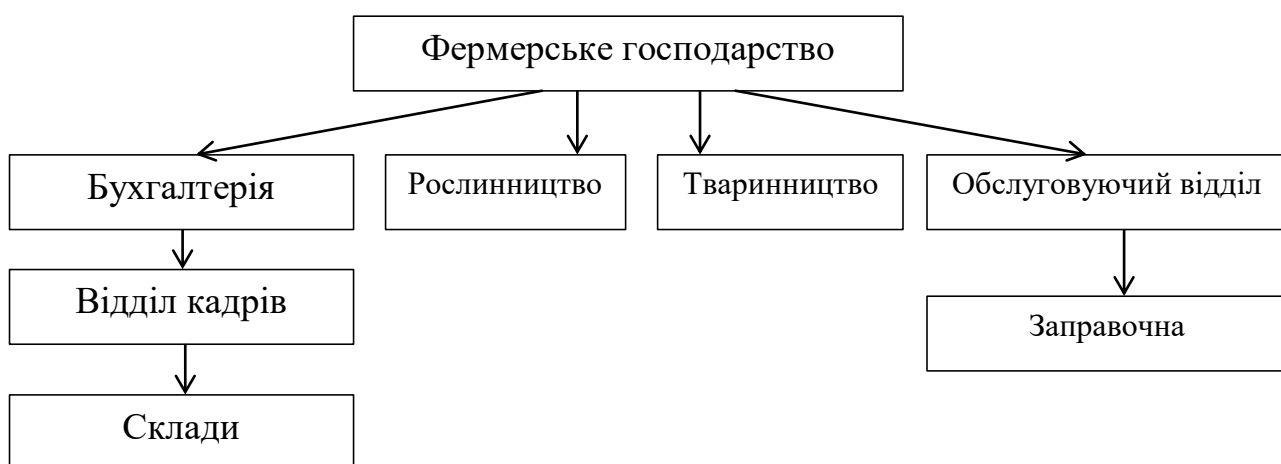 Фермерське господарство
Бухгалтерія
Рослинництво
Тваринництво
Обслуговуючий відділ
Відділ кадрів
Заправочна
Склади